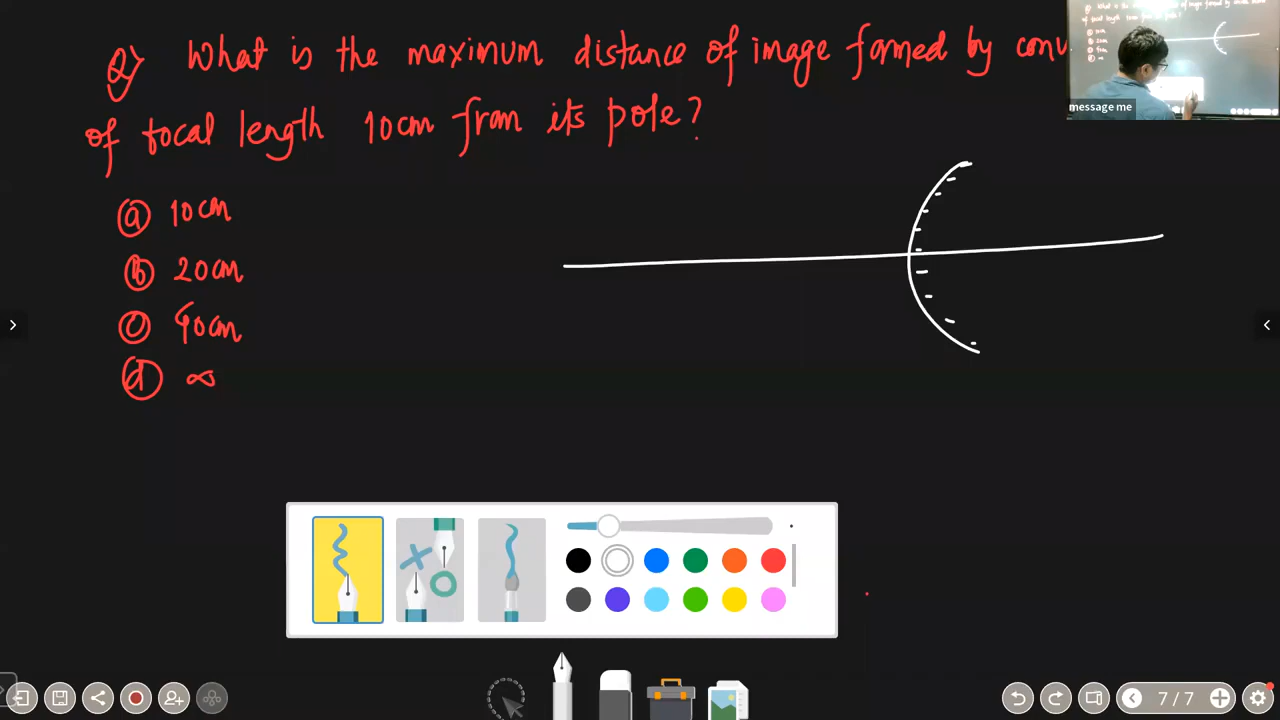 Q) What is the maximum distance of image formed by conv
of focal length 10cm from its pole?
a 10cm
b 20cm
c 40cm
d ∞
message me
7 / 7